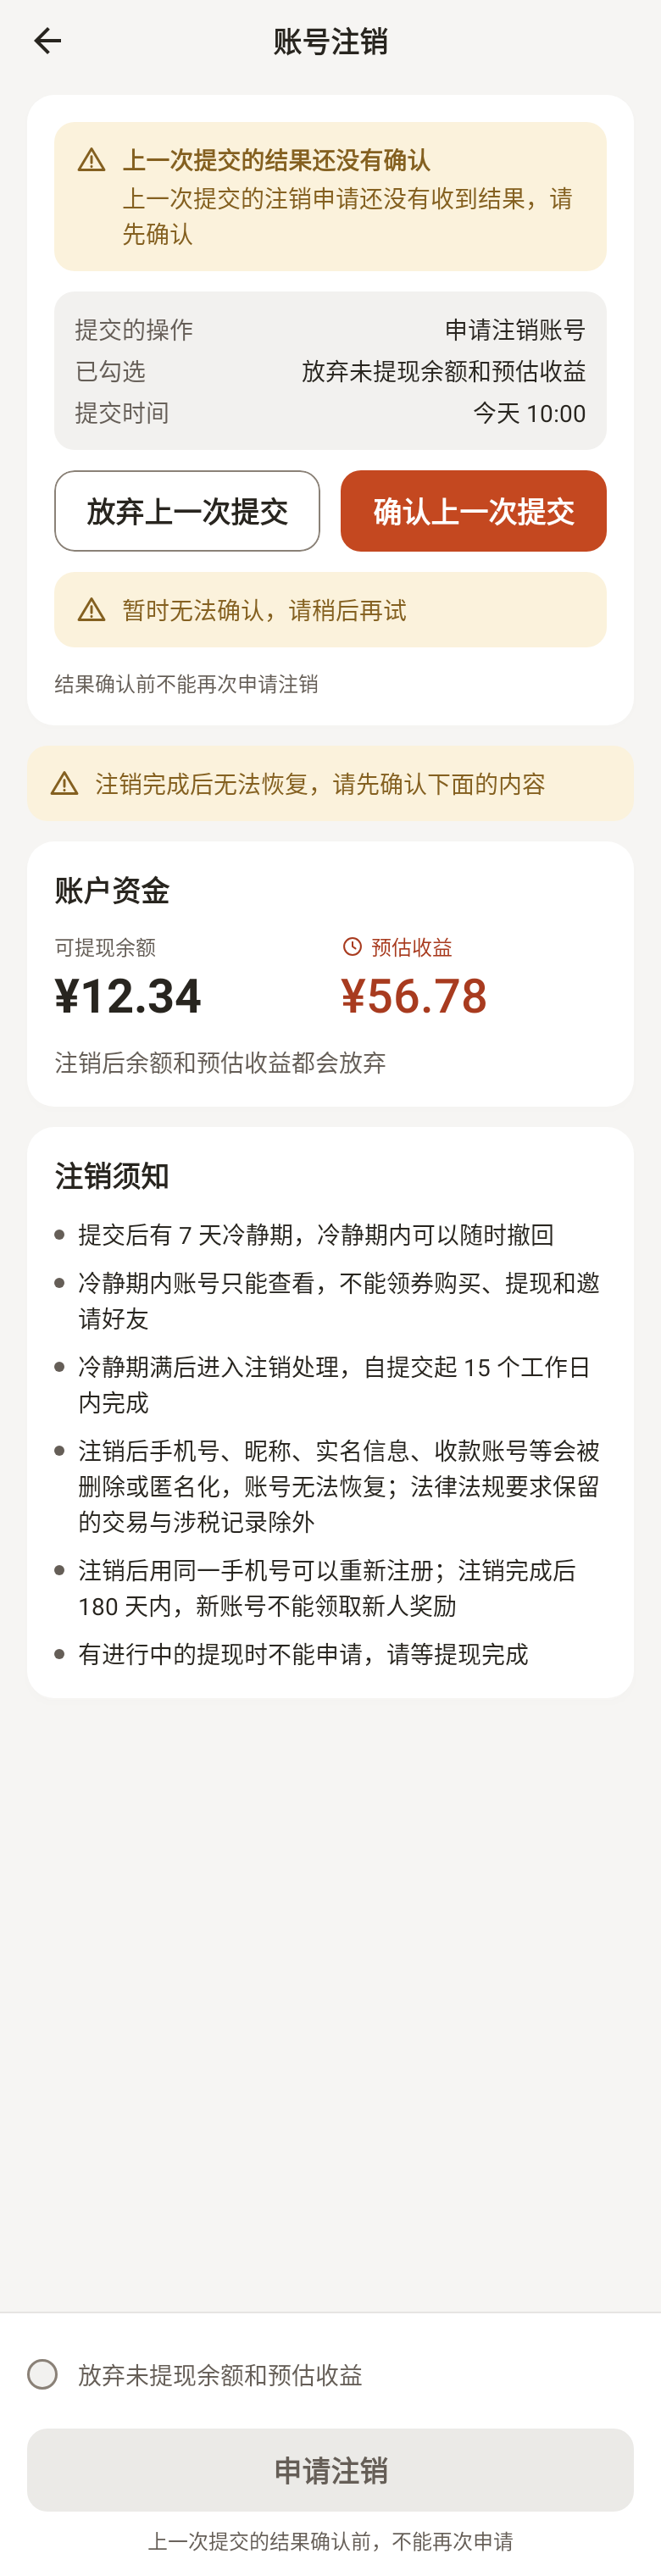 账号注销
上一次提交的结果还没有确认
上一次提交的注销申请还没有收到结果，请
先确认
提交的操作 申请注销账号
已勾选 放弃未提现余额和预估收益
提交时间 今天 10:00
放弃上一次提交 确认上一次提交
暂时无法确认，请稍后再试
结果确认前不能再次申请注销
注销完成后无法恢复，请先确认下面的内容
账户资金
可提现余额 预估收益
¥12.34 ¥56.78
注销后余额和预估收益都会放弃
注销须知
提交后有 7 天冷静期，冷静期内可以随时撤回
冷静期内账号只能查看，不能领券购买、提现和邀
请好友
冷静期满后进入注销处理，自提交起 15 个工作日
内完成
注销后手机号、昵称、实名信息、收款账号等会被
删除或匿名化，账号无法恢复；法律法规要求保留
的交易与涉税记录除外
注销后用同一手机号可以重新注册；注销完成后
180 天内，新账号不能领取新人奖励
有进行中的提现时不能申请，请等提现完成
放弃未提现余额和预估收益
申请注销
上一次提交的结果确认前，不能再次申请